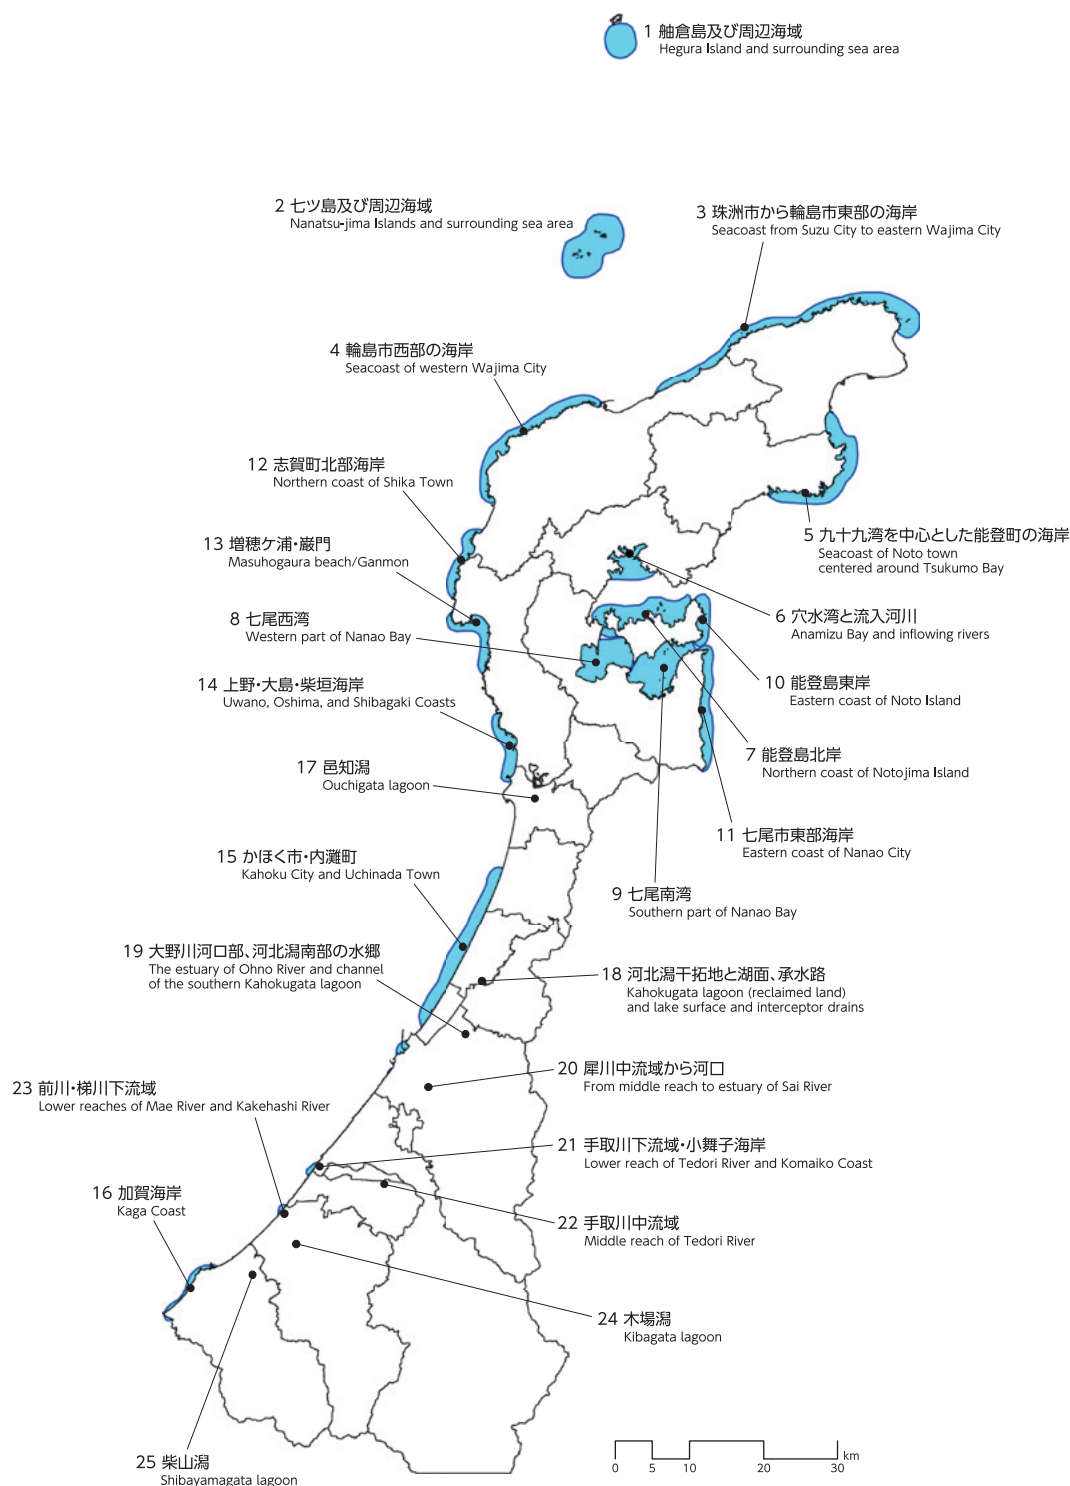 1 舳倉島及び周辺海域
Hegura Island and surrounding sea area
2 七ツ島及び周辺海域
Nanatsu-jima Islands and surrounding sea area
3 珠洲市から輪島市東部の海岸
Seacoast from Suzu City to eastern Wajima City
4 輪島市西部の海岸
Seacoast of western Wajima City
12 志賀町北部海岸
Northern coast of Shika Town
13 増穂ケ浦・巌門
Masuhogaura beach/Ganmon
5 九十九湾を中心とした能登町の海岸
Seacoast of Noto town
centered around Tsukumo Bay
8 七尾西湾
Western part of Nanao Bay
6 穴水湾と流入河川
Anamizu Bay and inflowing rivers
14 上野・大島・柴垣海岸
Uwano, Oshima, and Shibagaki Coasts
10 能登島東岸
Eastern coast of Noto Island
17 邑知潟
Ouchigata lagoon
7 能登島北岸
Northern coast of Notojima Island
11 七尾市東部海岸
Eastern coast of Nanao City
15 かほく市・内灘町
Kahoku City and Uchinada Town
9 七尾南湾
Southern part of Nanao Bay
19 大野川河口部、河北潟南部の水郷
The estuary of Ohno River and channel
of the southern Kahokugata lagoon
18 河北潟干拓地と湖面、承水路
Kahokugata lagoon (reclaimed land)
and lake surface and interceptor drains
20 犀川中流域から河口
From middle reach to estuary of Sai River
23 前川・梯川下流域
Lower reaches of Mae River and Kakehashi River
21 手取川下流域・小舞子海岸
Lower reach of Tedori River and Komaiko Coast
16 加賀海岸
Kaga Coast
22 手取川中流域
Middle reach of Tedori River
24 木場潟
Kibagata lagoon
25 柴山潟
Shibayamagata lagoon
km
0 5 10 20 30